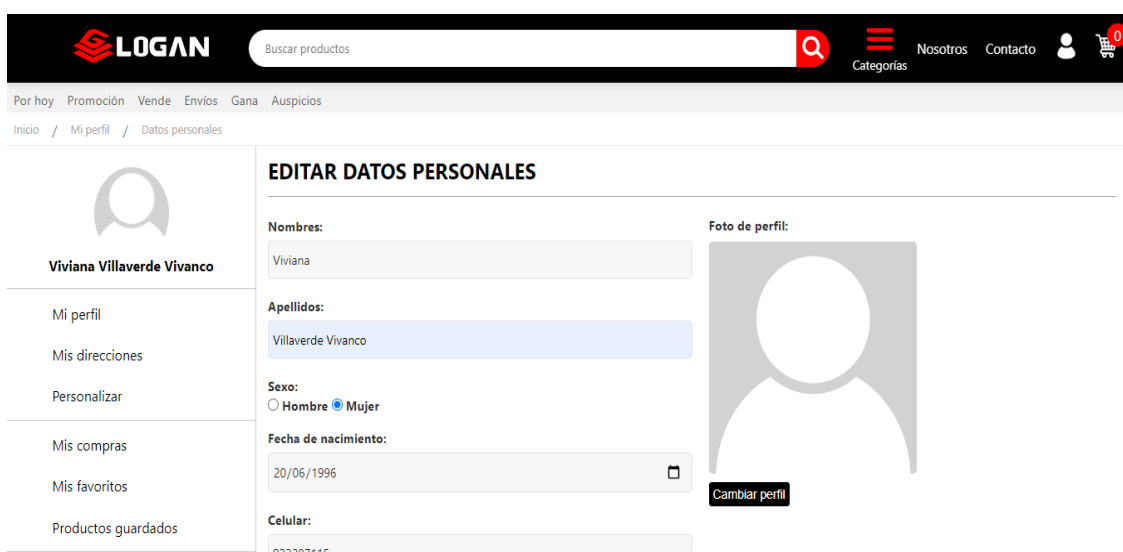 LOGAN
Buscar productos
Categorías
Nosotros
Contacto
0
Por hoy Promoción Vende Envíos Gana Auspicios
Inicio / Mi perfil / Datos personales
Viviana Villaverde Vivanco
Mi perfil
Mis direcciones
Personalizar
Mis compras
Mis favoritos
Productos guardados
EDITAR DATOS PERSONALES
Nombres:
Viviana
Apellidos:
Villaverde Vivanco
Sexo:
Hombre Mujer
Fecha de nacimiento:
20/06/1996
Celular:
Foto de perfil:
Cambiar perfil